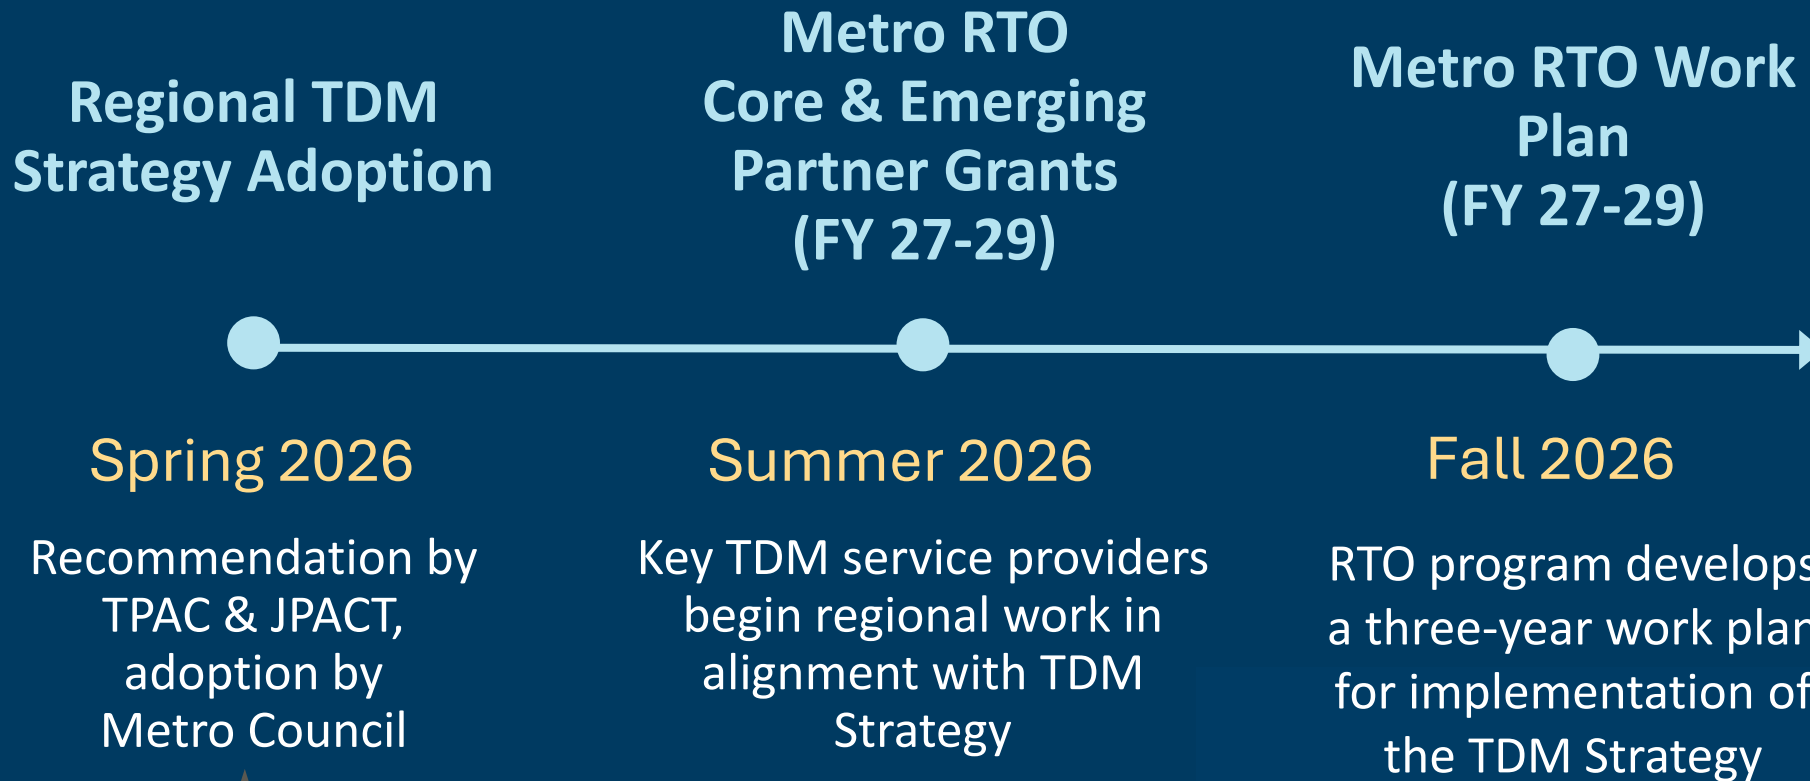 Regional TDM
Strategy Adoption
Spring 2026
Recommendation by
TPAC & JPACT,
adoption by
Metro Council
Metro RTO
Core & Emerging
Partner Grants
(FY 27-29)
Summer 2026
Key TDM service providers
begin regional work in
alignment with TDM
Strategy
Metro RTO Work
Plan
(FY 27-29)
Fall 2026
RTO program develops
a three-year work plan
for implementation of
the TDM Strategy